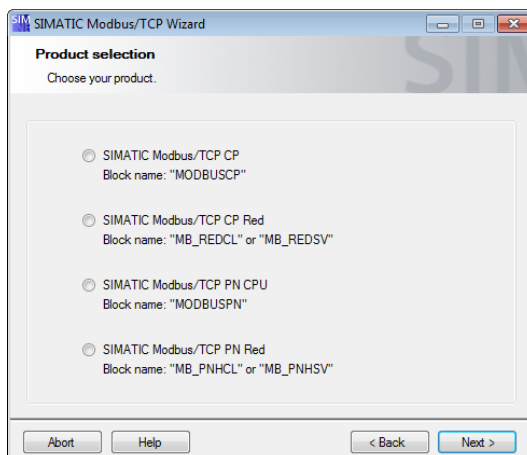 SIM SIMATIC Modbus/TCP Wizard
Product selection
Choose your product.
SIM
SIMATIC Modbus/TCP CP
Block name: "MODBUSCP"
SIMATIC Modbus/TCP CP Red
Block name: "MB_REDCL" or "MB_REDSV"
SIMATIC Modbus/TCP PN CPU
Block name: "MODBUSPN"
SIMATIC Modbus/TCP PN Red
Block name: "MB_PNHCL" or "MB_PNHSV"
Abort Help < Back Next >